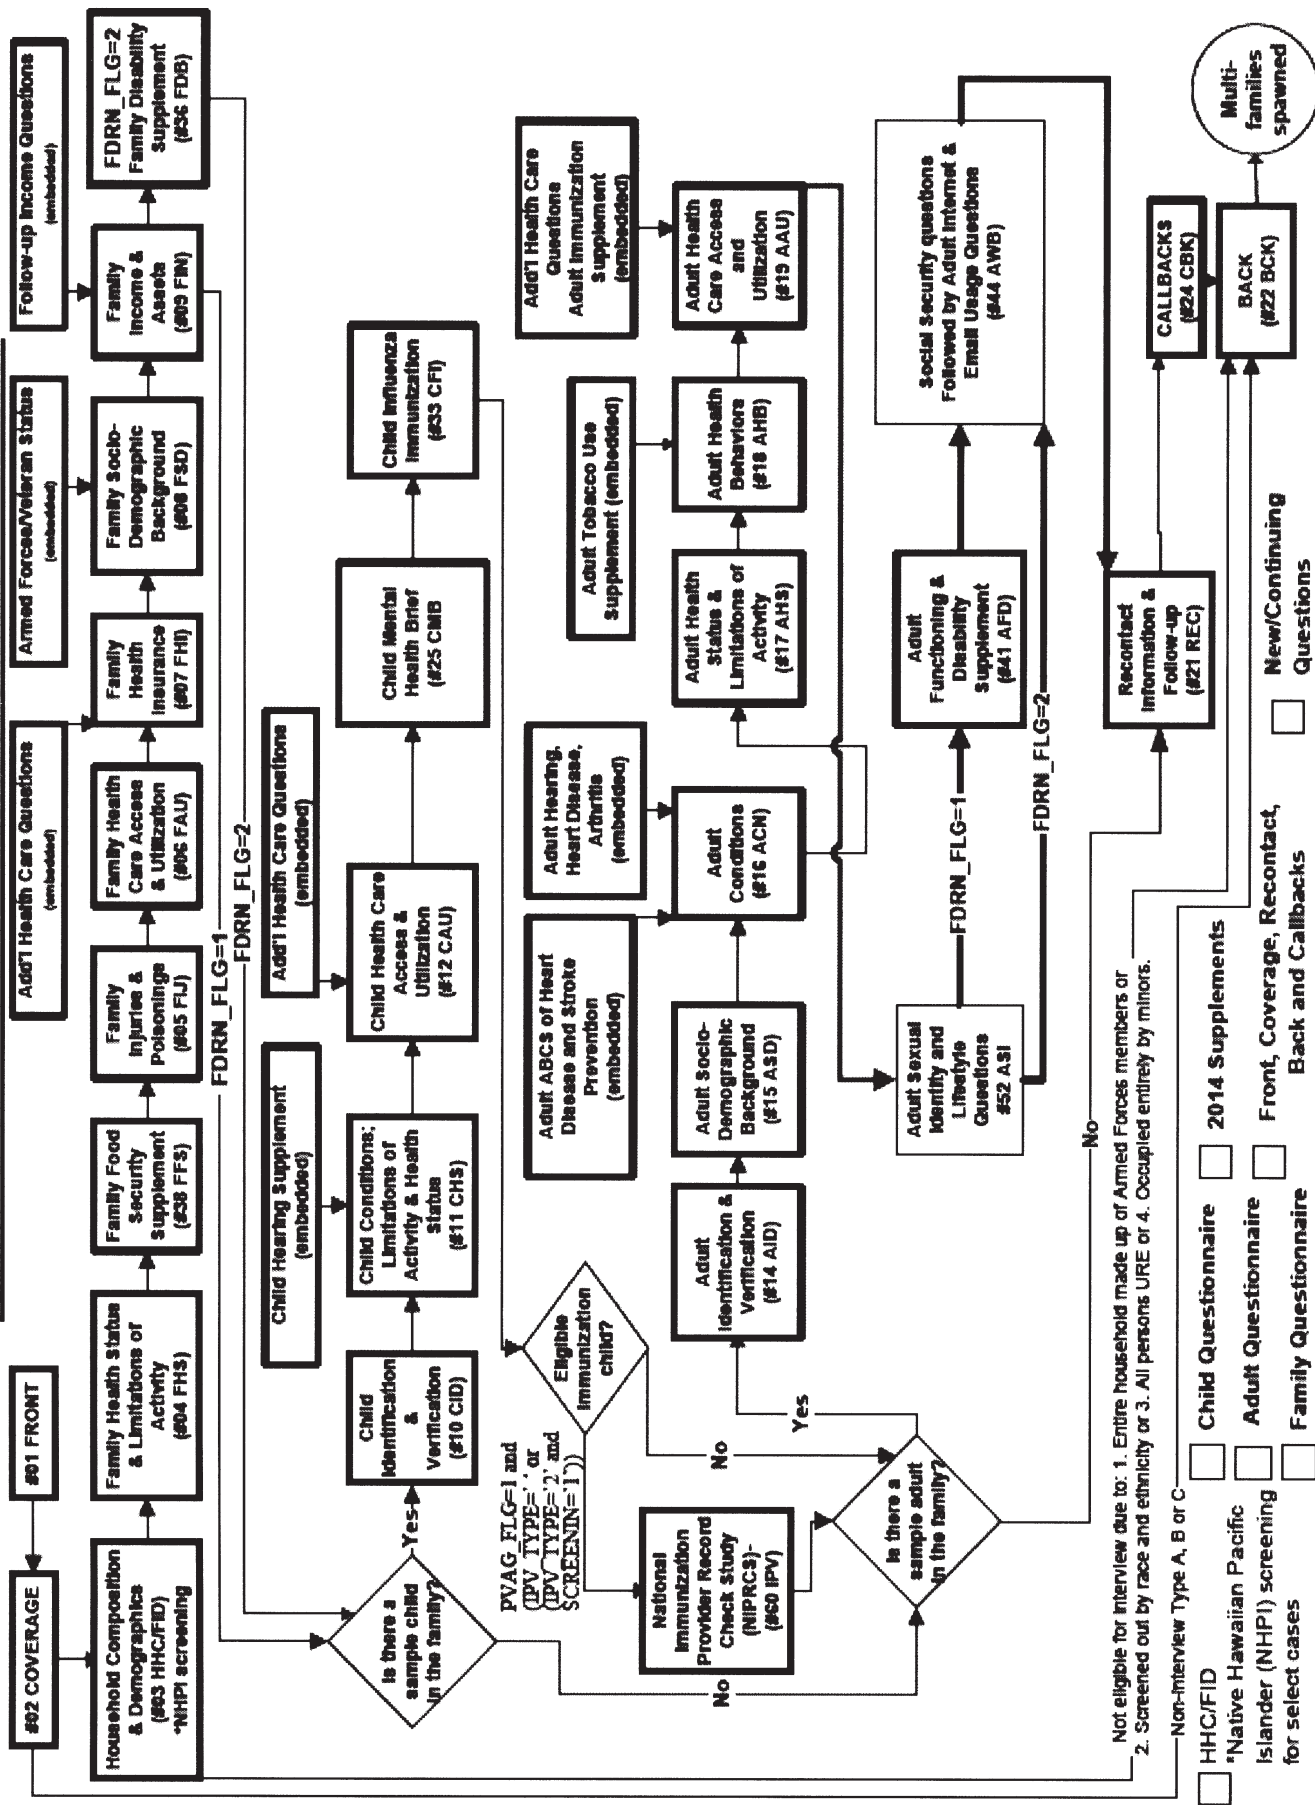 #01 FRONT
#02 COVERAGE
Household Composition
& Demographics
(#03 HHC/FID)
*NHPI screening
Family Health Status
& Limitations of
Activity
(#04 FHS)
Family Food
Security
Supplement
(#38 FFS)
Family
Injuries &
Poisonings
(#05 FIJ)
Add'l Health Care Questions
(embedded)
Family Health
Care Access
& Utilization
(#06 FAU)
Family
Health
Insurance
(#07 FHI)
Armed Forces/Veteran Status
(embedded)
Family Socio-
Demographic
Background
(#08 FSD)
Follow-up Income Questions
(embedded)
Family
Income &
Assets
(#09 FIN)
FDRN_FLG=2
Family Disability
Supplement
(#36 FDB)
FDRN_FLG=1
FDRN_FLG=2
Is there a
sample child
in the family?
Yes
No
Child
Identification
&
Verification
(#10 CID)
Child Hearing Supplement
(embedded)
Child Conditions:
Limitations of
Activity & Health
Status
(#11 CHS)
Add'l Health Care Questions
(embedded)
Child Health Care
Access &
Utilization
(#12 CAU)
Child Mental
Health Brief
(#25 CMB
Child Influenza
Immunization
(#33 CFI)
Eligible
immunization
child?
PVAG_FLG=1 and
(IPV_TYPE=' ' or
(IPV_TYPE='2' and
SCREENIN='1'))
No
National
Immunization
Provider Record
Check Study
(NIPRCS)-
(#60 IPV)
Is there a
sample adult
in the family?
Yes
No
Adult
Identification &
Verification
(#14 AID)
Adult Socio-
Demographic
Background
(#15 ASD)
Adult ABCS of Heart
Disease and Stroke
Prevention
(embedded)
Adult Hearing,
Heart Disease,
Arthritis
(embedded)
Adult
Conditions
(#16 ACN)
Adult Health
Status &
Limitations of
Activity
(#17 AHS)
Adult Tobacco Use
Supplement (embedded)
Adult Health
Behaviors
(#18 AHB)
Add'l Health Care
Questions
Adult Immunization
Supplement
(embedded)
Adult Health
Care Access
and
Utilization
(#19 AAU)
Adult Sexual
Identity and
Lifestyle
Questions
#52 ASI
FDRN_FLG=1
FDRN_FLG=2
Adult
Functioning &
Disability
Supplement
(#41 AFD)
Social Security questions
Followed by Adult Internet &
Email Usage Questions
(#44 AWB)
Recontact
Information &
Follow-up
(#21 REC)
CALLBACKS
(#24 CBK)
BACK
(#22 BCK)
Multi-
families
spawned
Not eligible for interview due to: 1. Entire household made up of Armed Forces members or
2. Screened out by race and ethnicity or 3. All persons URE or 4. Occupied entirely by minors.
Non-interview Type A, B or C
HHC/FID
*Native Hawaiian Pacific
Islander (NHPI) screening
for select cases
Child Questionnaire
Adult Questionnaire
Family Questionnaire
2014 Supplements
Front, Coverage, Recontact,
Back and Callbacks
New/Continuing
Questions